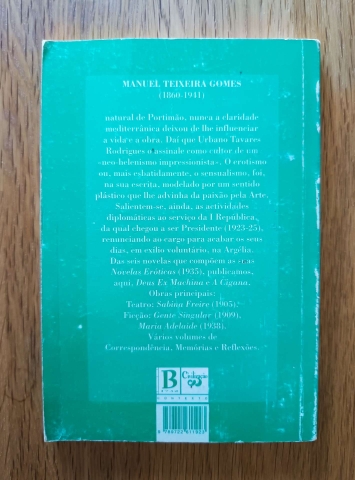 MANUEL TEIXEIRA GOMES
(1860-1941)
natural de Portimão, nunca a claridade
mediterrânica deixou de lhe influenciar
a vida e a obra. Daí que Urbano Tavares
Rodrigues o assinale como cultor de um
«neo-helenismo impressionista». O erotismo
ou, mais esbatidamente, o sensualismo, foi,
na sua escrita, modelado por um sentido
plástico que lhe advinha da paixão pela Arte.
Salientem-se, ainda, as actividades
diplomáticas ao serviço da I República,
da qual chegou a ser Presidente (1923-25),
renunciando ao cargo para acabar os seus
dias, em exílio voluntário, na Argélia.
Das seis novelas que compõem as suas
Novelas Eróticas (1935), publicamos,
aqui, Deus Ex Machina e A Cigana.
Obras principais:
Teatro: Sabina Freire (1905).
Ficção: Gente Singular (1909),
Maria Adelaide (1938).
Vários volumes de
Correspondência, Memórias e Reflexões.
B
Colecção